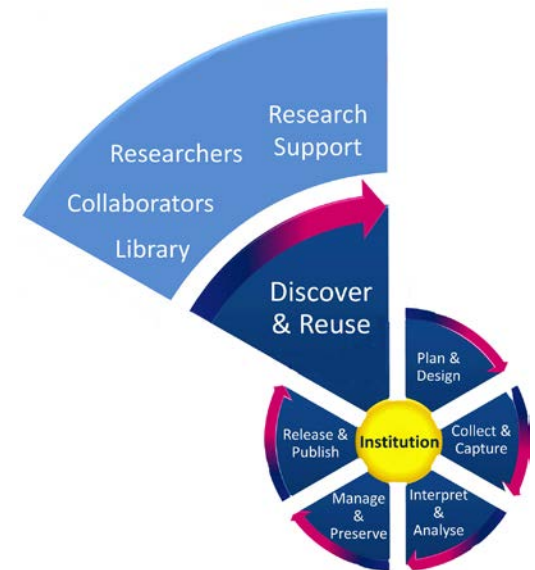 Research
Support
Researchers
Collaborators
Library
Discover
& Reuse
Plan &
Design
Collect &
Capture
Interpret
&
Analyse
Manage
&
Preserve
Release &
Publish
Institution